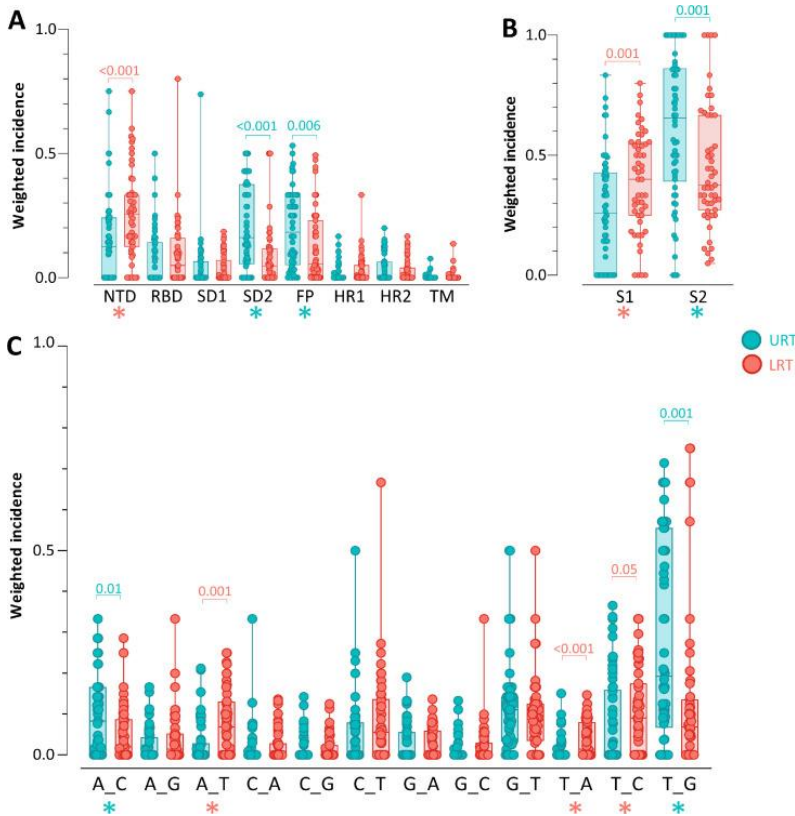 A
Weighted incidence
1.0
0.5
0.0
<0.001
<0.001
0.006
NTD RBD SD1 SD2 FP HR1 HR2 TM
* * *
B
Weighted incidence
1.0
0.5
0.0
0.001
0.001
S1 S2
* *
URT
LRT
C
Weighted incidence
1.0
0.5
0.0
0.01
0.001
<0.001
0.05
0.001
A_C A_G A_T C_A C_G C_T G_A G_C G_T T_A T_C T_G
* * * * *